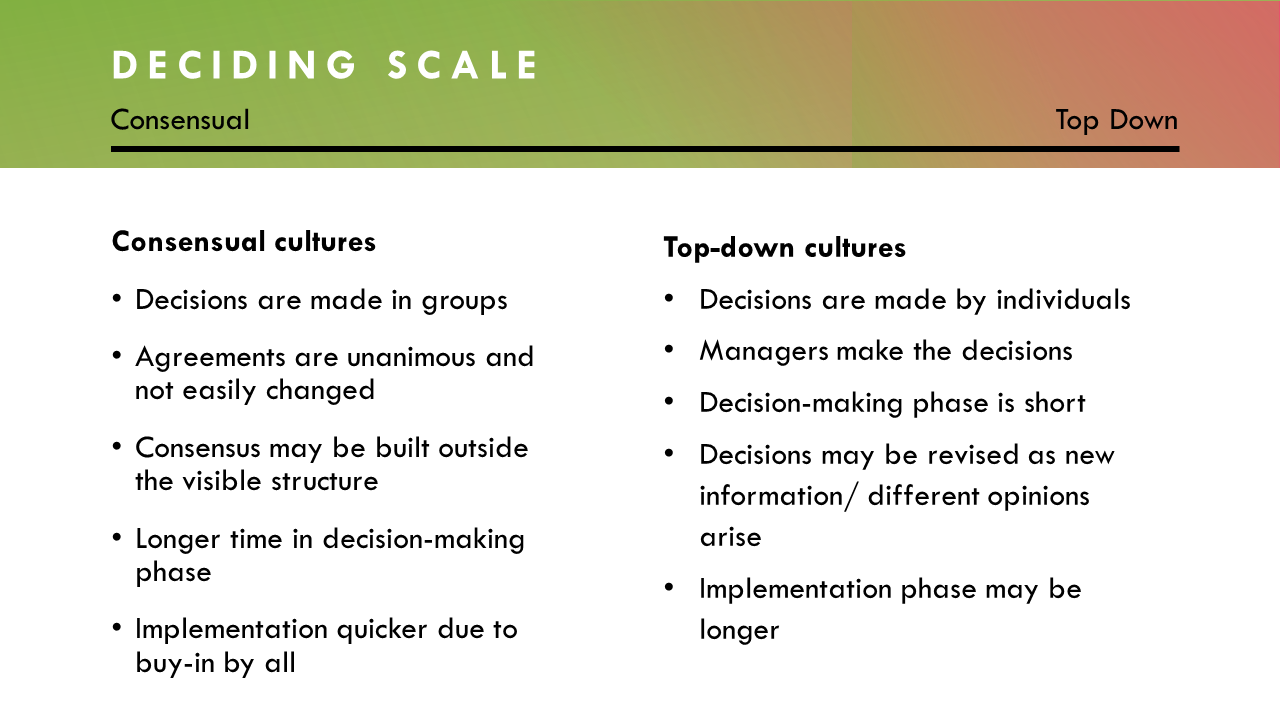 DECIDING SCALE
Consensual
Top Down
Consensual cultures
• Decisions are made in groups
• Agreements are unanimous and
not easily changed
• Consensus may be built outside
the visible structure
• Longer time in decision-making
phase
• Implementation quicker due to
buy-in by all
Top-down cultures
• Decisions are made by individuals
• Managers make the decisions
• Decision-making phase is short
• Decisions may be revised as new
information/ different opinions
arise
• Implementation phase may be
longer